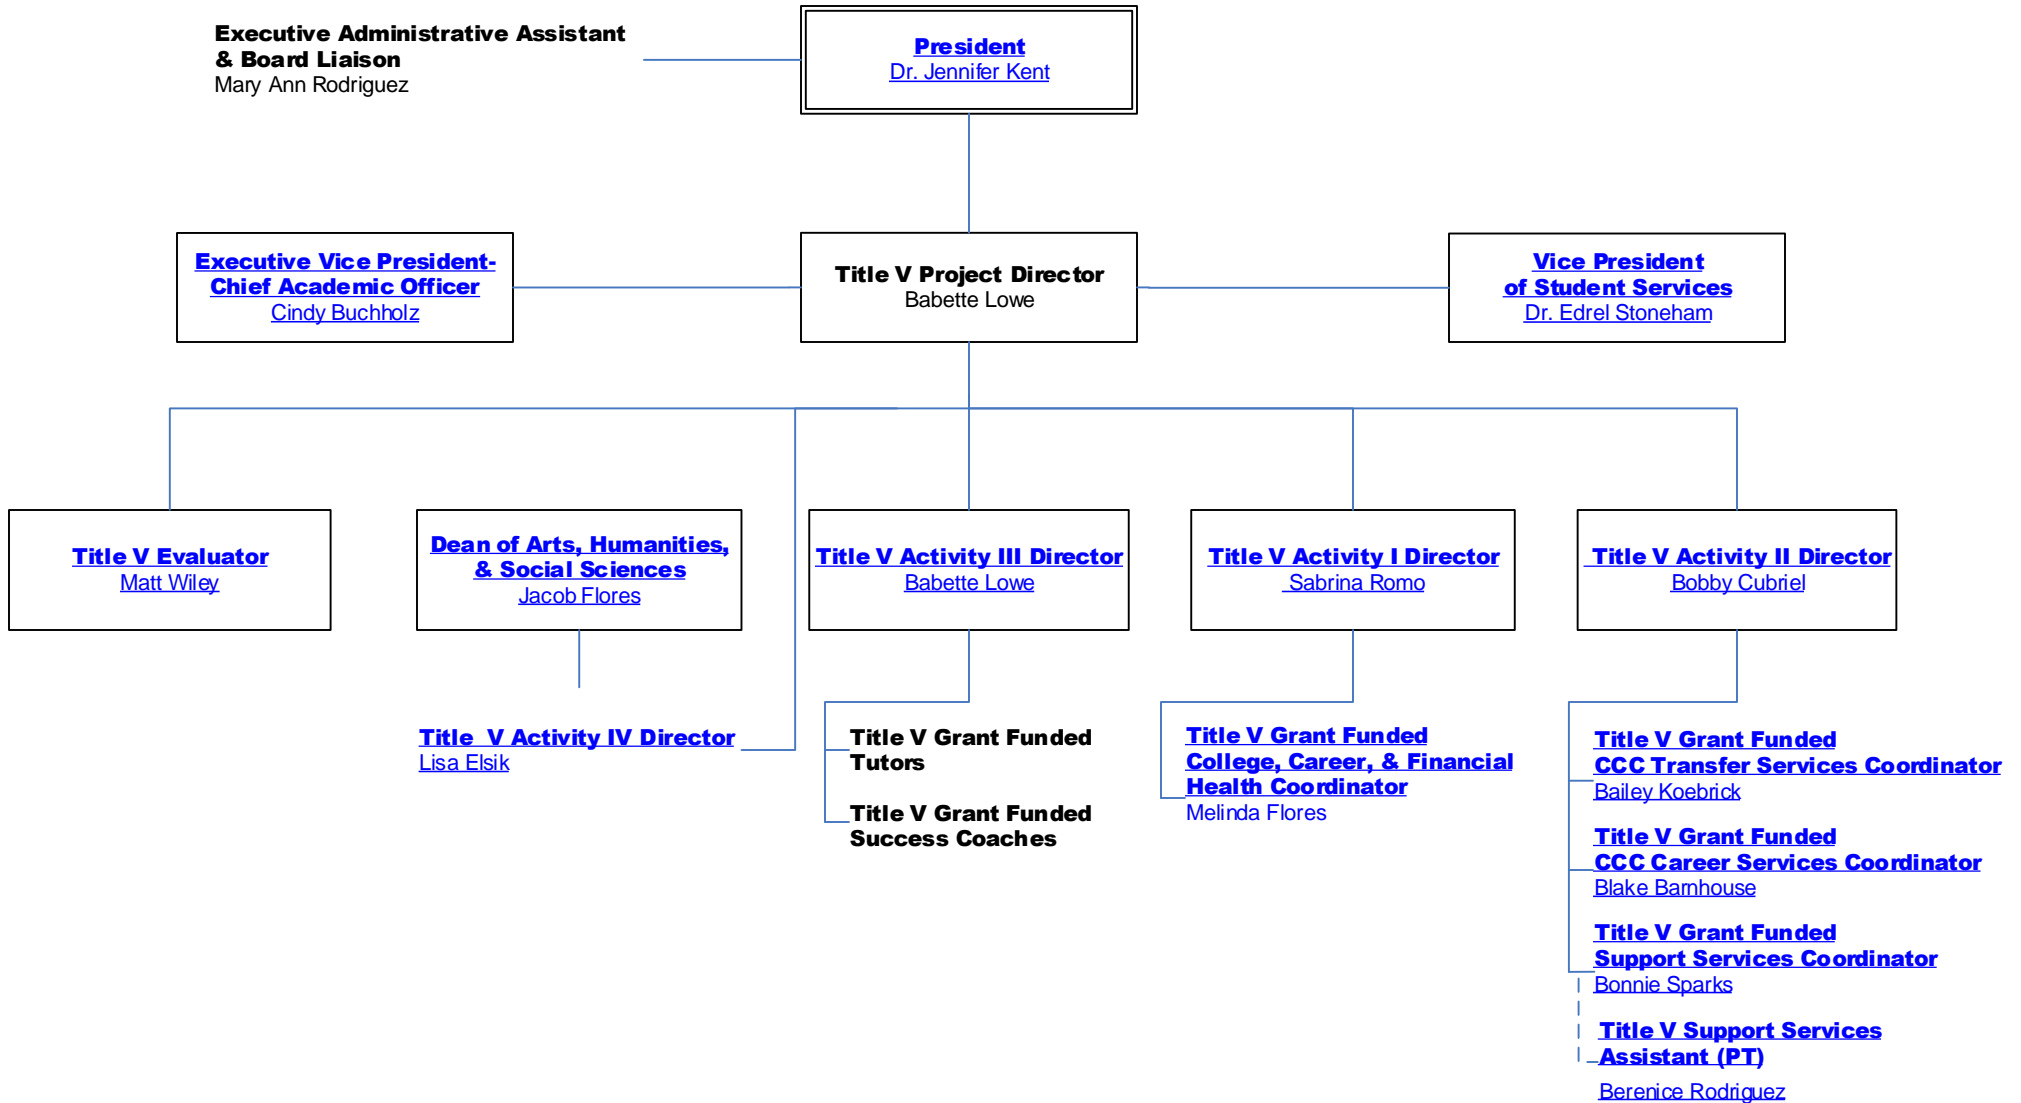 Executive Administrative Assistant
& Board Liaison
Mary Ann Rodriguez
President
Dr. Jennifer Kent
Executive Vice President-
Chief Academic Officer
Cindy Buchholz
Title V Project Director
Babette Lowe
Vice President
of Student Services
Dr. Edrel Stoneham
Title V Evaluator
Matt Wiley
Dean of Arts, Humanities,
& Social Sciences
Jacob Flores
Title V Activity III Director
Babette Lowe
Title V Activity I Director
Sabrina Romo
Title V Activity II Director
Bobby Cubriel
Title V Activity IV Director
Lisa Elsik
Title V Grant Funded
Tutors
Title V Grant Funded
Success Coaches
Title V Grant Funded
College, Career, & Financial
Health Coordinator
Melinda Flores
Title V Grant Funded
CCC Transfer Services Coordinator
Bailey Koebrick
Title V Grant Funded
CCC Career Services Coordinator
Blake Barnhouse
Title V Grant Funded
Support Services Coordinator
Bonnie Sparks
Title V Support Services
Assistant (PT)
Berenice Rodriguez